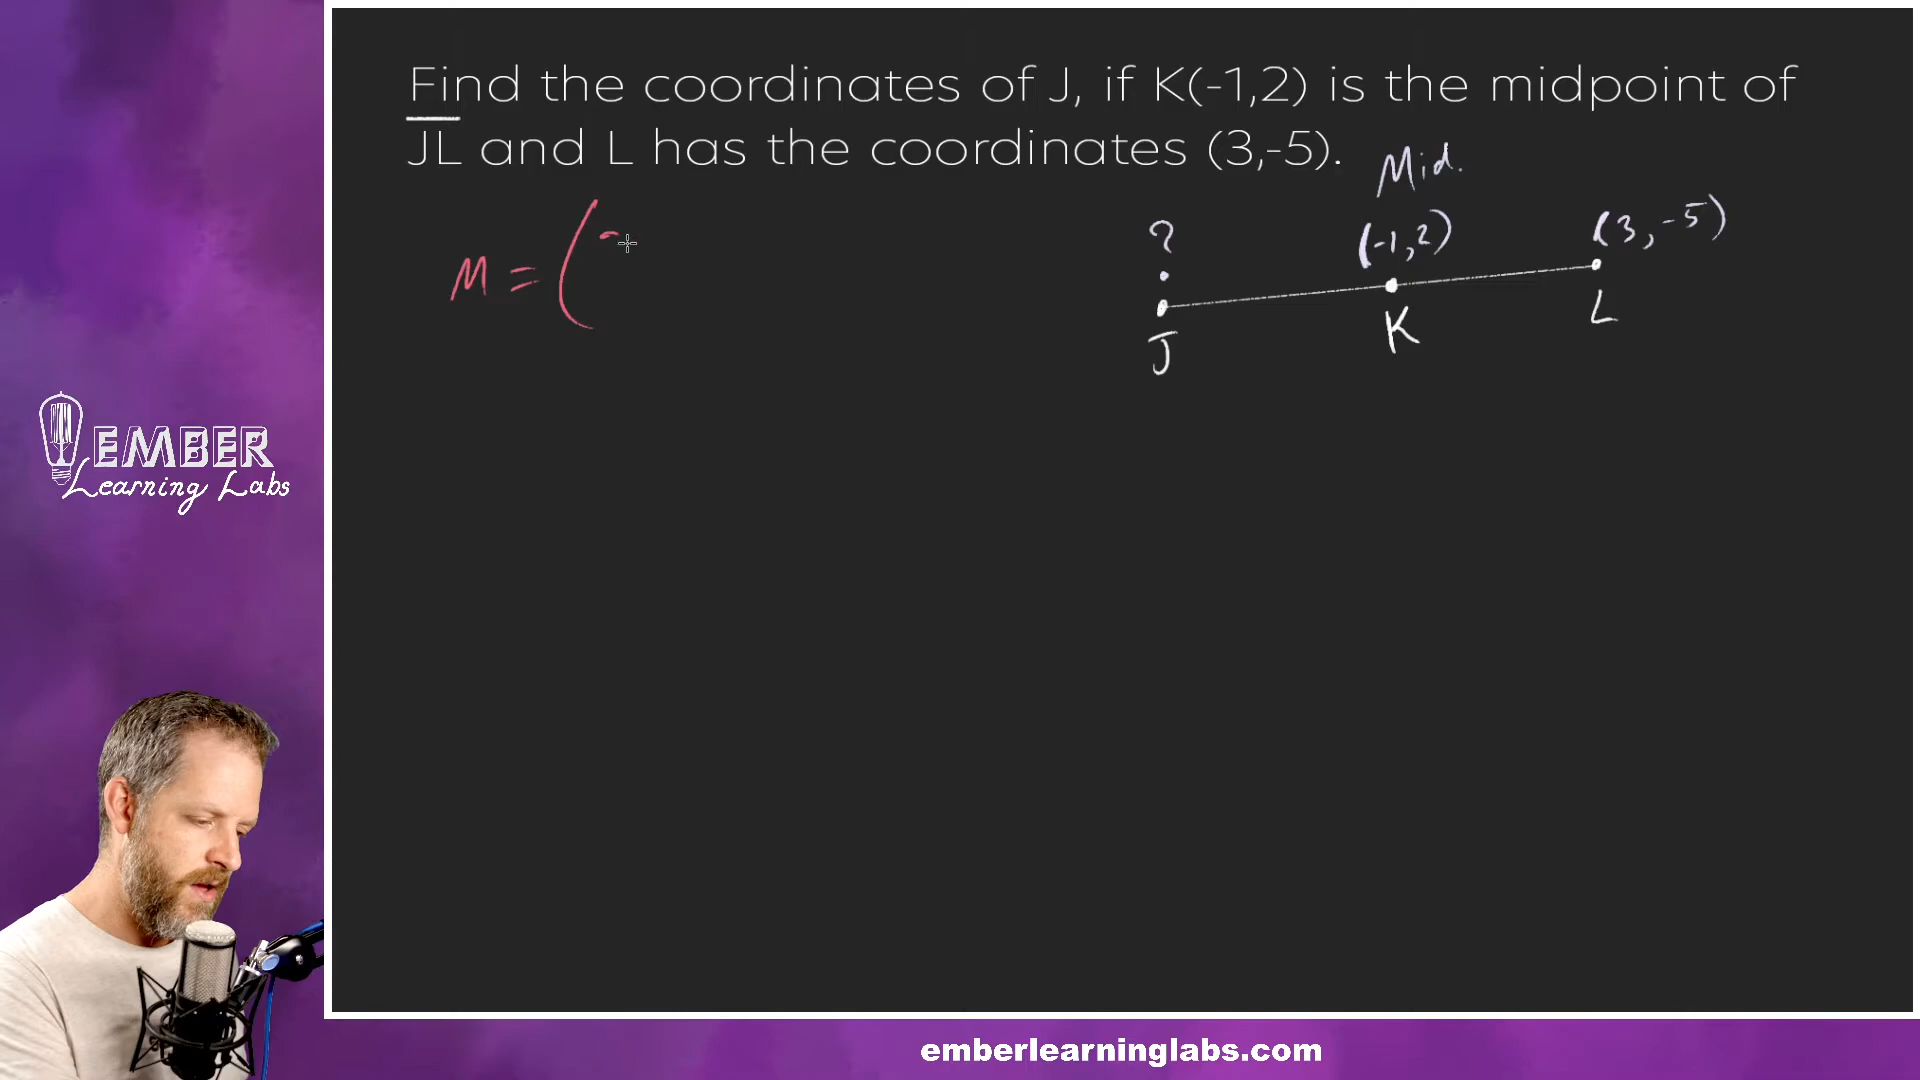 Find the coordinates of J, if K(-1,2) is the midpoint of
JL and L has the coordinates (3,-5).
Mid.
M = (
?
(-1,2)
(3,-5)
J
K
L
EMBER
Learning Labs
emberlearninglabs.com